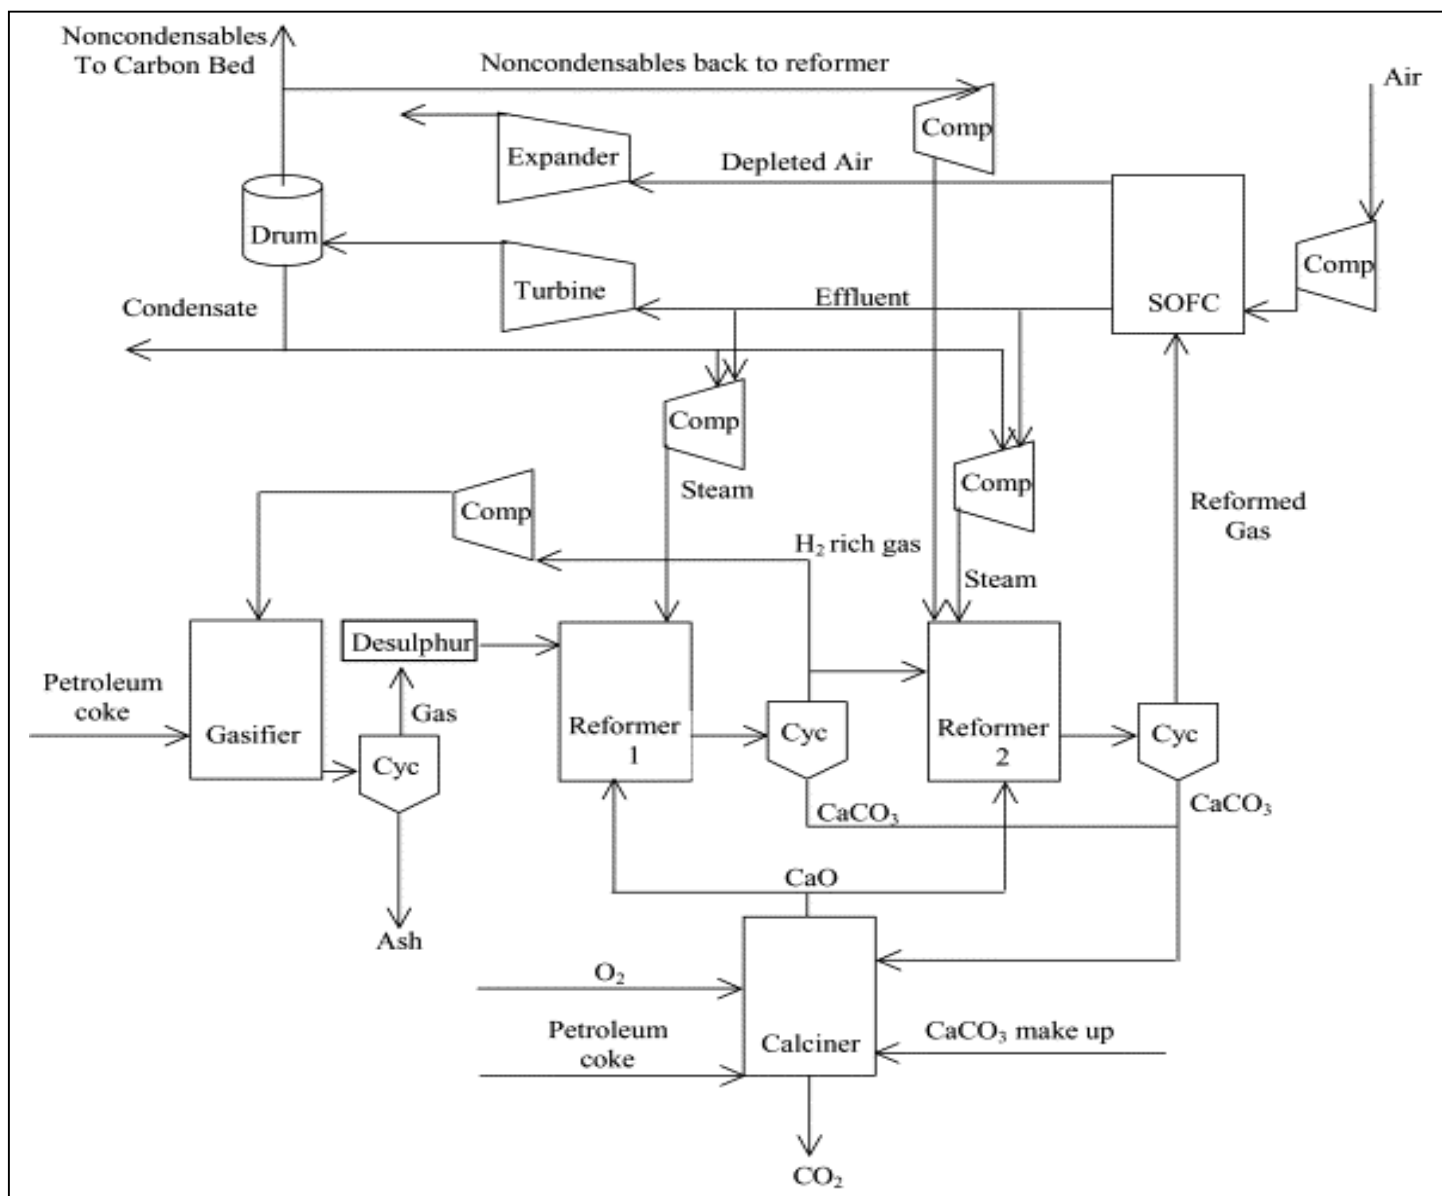 Noncondensables
To Carbon Bed
Noncondensables back to reformer
Air
Comp
Expander
Depleted Air
Drum
Comp
Turbine
Effluent
SOFC
Condensate
Comp
Steam
Comp
Comp
Reformed
Gas
H₂ rich gas
Steam
Desulphur
Petroleum
coke
Gas
Gasifier
Cyc
Reformer
1
Cyc
Reformer
2
Cyc
CaCO₃
CaCO₃
CaO
Ash
O₂
Petroleum
coke
Calciner
CaCO₃ make up
CO₂